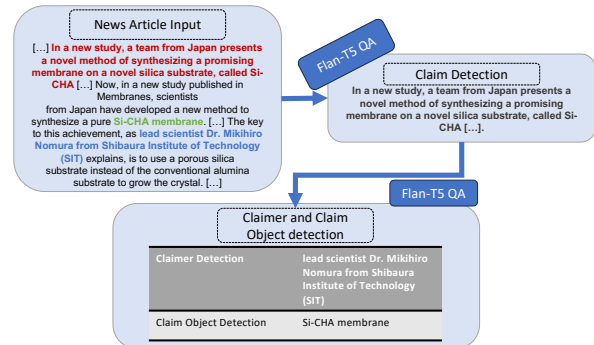 News Article Input
[…] In a new study, a team from Japan presents
a novel method of synthesizing a promising
membrane on a novel silica substrate, called Si-
CHA […] Now, in a new study published in
Membranes, scientists
from Japan have developed a new method to
synthesize a pure Si-CHA membrane. […] The key
to this achievement, as lead scientist Dr. Mikihiro
Nomura from Shibaura Institute of Technology
(SIT) explains, is to use a porous silica
substrate instead of the conventional alumina
substrate to grow the crystal. […]
Flan-T5 QA
Claim Detection
In a new study, a team from Japan presents a
novel method of synthesizing a promising
membrane on a novel silica substrate, called Si-
CHA […].
Flan-T5 QA
Claimer and Claim
Object detection
Claimer Detection
lead scientist Dr. Mikihiro
Nomura from Shibaura
Institute of Technology
(SIT)
Claim Object Detection
Si-CHA membrane